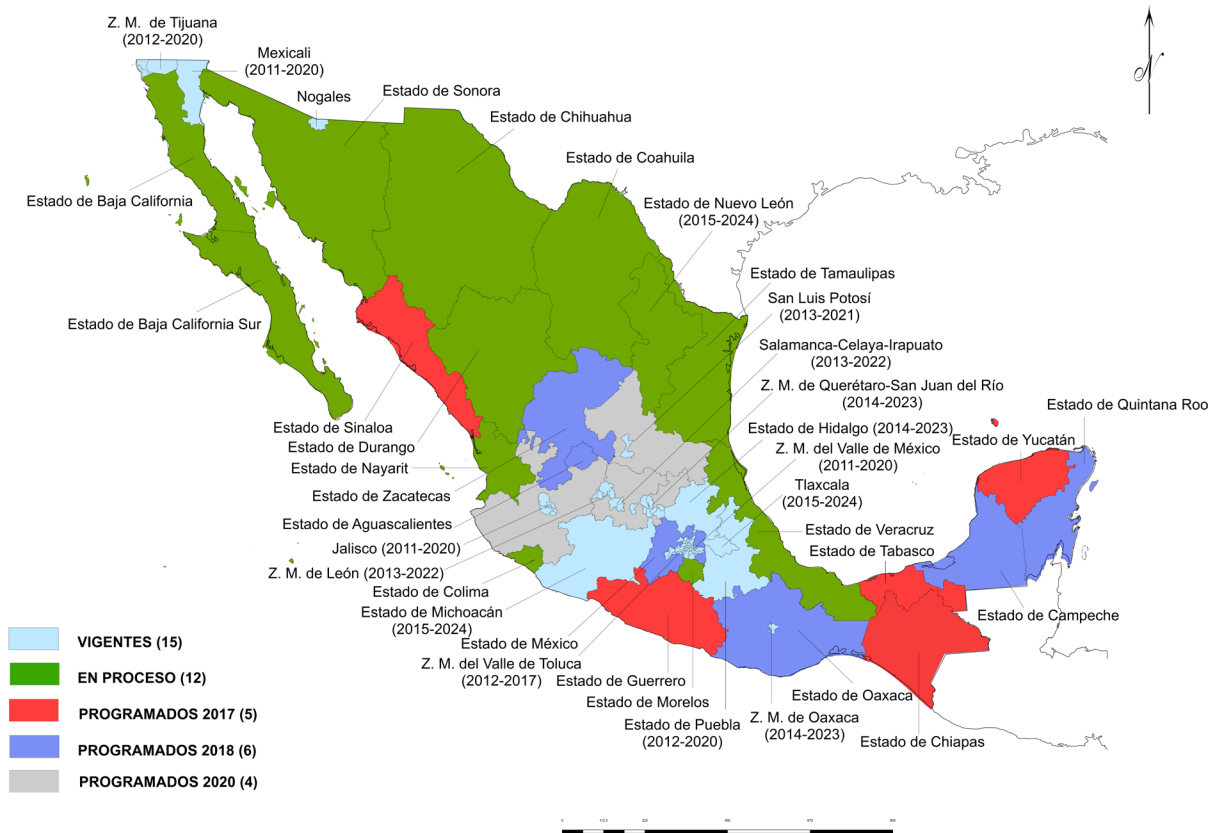 Z. M. de Tijuana
(2012-2020)
Mexicali
(2011-2020)
Nogales
Estado de Sonora
Estado de Chihuahua
Estado de Coahuila
Estado de Nuevo León
(2015-2024)
Estado de Baja California
Estado de Tamaulipas
San Luis Potosí
(2013-2021)
Estado de Baja California Sur
Salamanca-Celaya-Irapuato
(2013-2022)
Z. M. de Querétaro-San Juan del Río
(2014-2023)
Estado de Quintana Roo
Estado de Sinaloa
Estado de Hidalgo (2014-2023)
Estado de Yucatán
Estado de Durango
Z. M. del Valle de México
(2011-2020)
Estado de Nayarit
Tlaxcala
(2015-2024)
Estado de Zacatecas
Estado de Aguascalientes
Estado de Veracruz
Jalisco (2011-2020)
Estado de Tabasco
Z. M. de León (2013-2022)
Estado de Colima
Estado de Michoacán
(2015-2024)
Estado de Campeche
Estado de México
Z. M. del Valle de Toluca
(2012-2017)
Estado de Guerrero
Estado de Morelos
Estado de Oaxaca
Estado de Puebla
(2012-2020)
Z. M. de Oaxaca
(2014-2023)
Estado de Chiapas
VIGENTES (15)
EN PROCESO (12)
PROGRAMADOS 2017 (5)
PROGRAMADOS 2018 (6)
PROGRAMADOS 2020 (4)